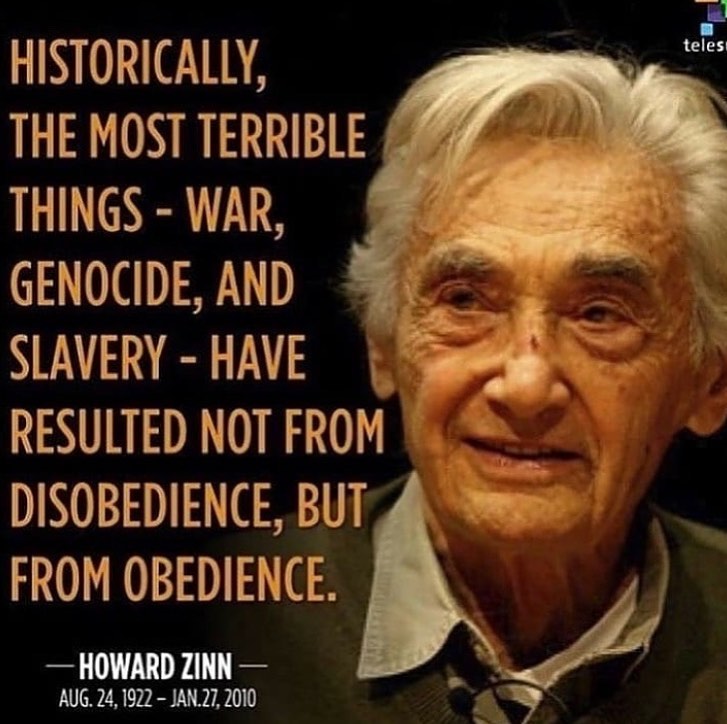 teles
HISTORICALLY,
THE MOST TERRIBLE
THINGS - WAR,
GENOCIDE, AND
SLAVERY - HAVE
RESULTED NOT FROM
DISOBEDIENCE, BUT
FROM OBEDIENCE.
— HOWARD ZINN —
AUG. 24, 1922 – JAN.27, 2010